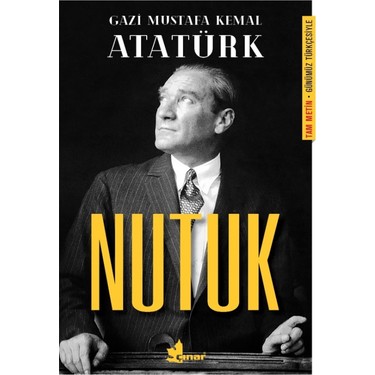 GAZİ MUSTAFA KEMAL
ATATÜRK
TAM METİN • GÜNÜMÜZ TÜRKÇESİYLE
NUTUK
çınar